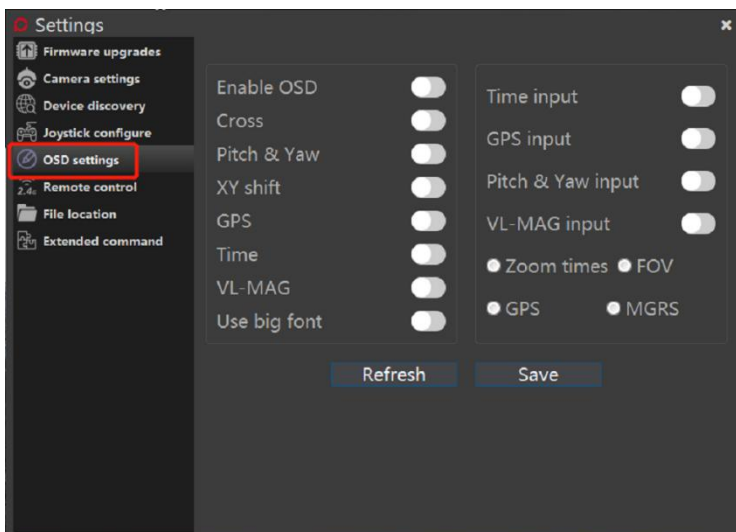 Settings
Firmware upgrades
Camera settings
Device discovery
Joystick configure
OSD settings
2.4G Remote control
File location
Extended command
Enable OSD
Cross
Pitch & Yaw
XY shift
GPS
Time
VL-MAG
Use big font
Time input
GPS input
Pitch & Yaw input
VL-MAG input
Zoom times FOV
GPS MGRS
Refresh Save